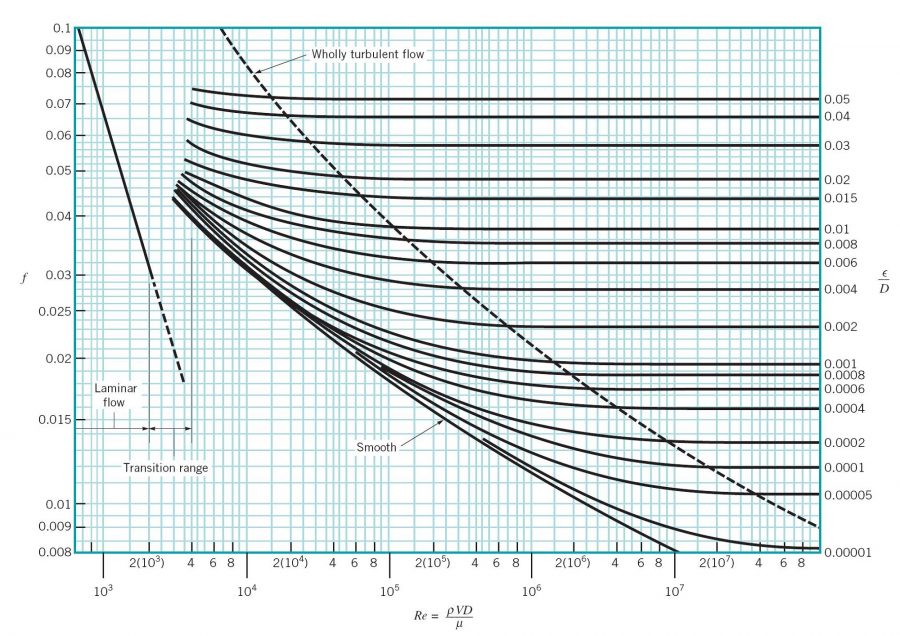 0.1
0.09
0.08
0.07
0.06
0.05
0.04
0.03
0.025
0.02
0.015
0.01
0.009
0.008
f
Wholly turbulent flow
Laminar
flow
Transition range
Smooth
0.05
0.04
0.03
0.02
0.015
0.01
0.008
0.006
0.004
0.002
0.001
0.0008
0.0006
0.0004
0.0002
0.0001
0.00005
0.00001
ϵ
D
2(10³) 4 6 8 2(10⁴) 4 6 8 2(10⁵) 4 6 8 2(10⁶) 4 6 8 2(10⁷) 4 6 8
10³ 10⁴ 10⁵ 10⁶ 10⁷
Re = ρVD
μ